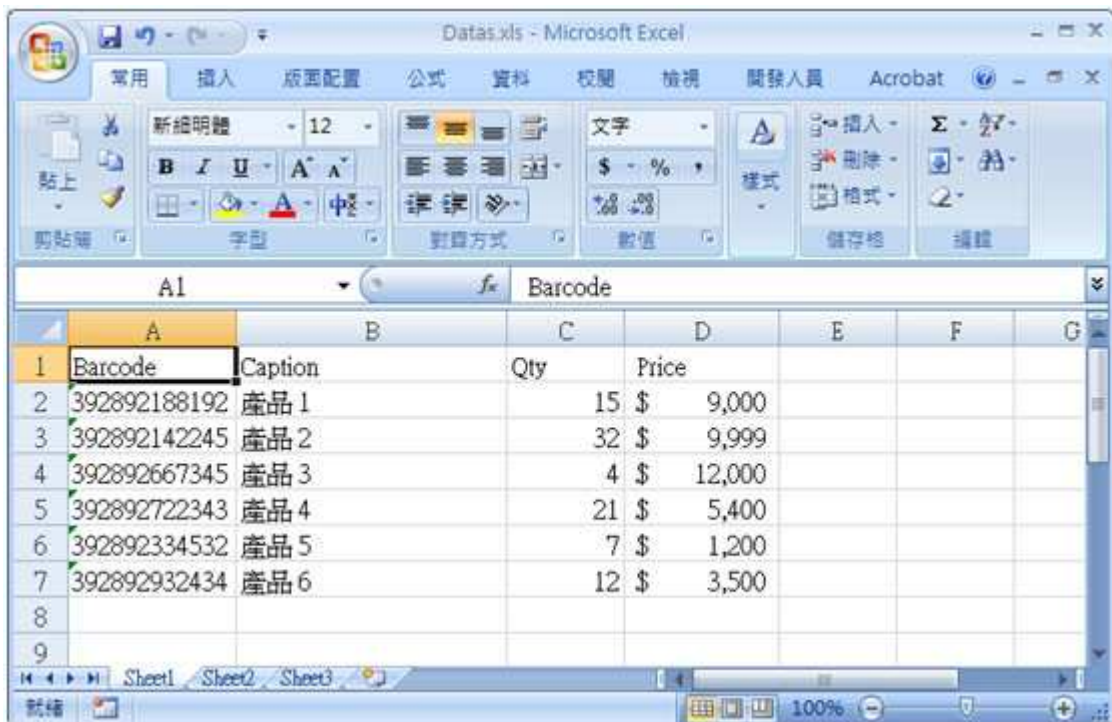 Datas.xls - Microsoft Excel
常用 插入 版面配置 公式 資料 校閱 檢視 開發人員 Acrobat
貼上
新細明體 12
B I U A A
A 中
文字
$ % ,
樣式
插入
刪除
格式
Σ
剪貼簿 字型 對齊方式 數值 儲存格 編輯
A1 fx Barcode
A B C D E F G
1 Barcode Caption Qty Price
2 392892188192 產品 1 15 $ 9,000
3 392892142245 產品 2 32 $ 9,999
4 392892667345 產品 3 4 $ 12,000
5 392892722343 產品 4 21 $ 5,400
6 392892334532 產品 5 7 $ 1,200
7 392892932434 產品 6 12 $ 3,500
8
9
Sheet1 Sheet2 Sheet3
就緒 100%